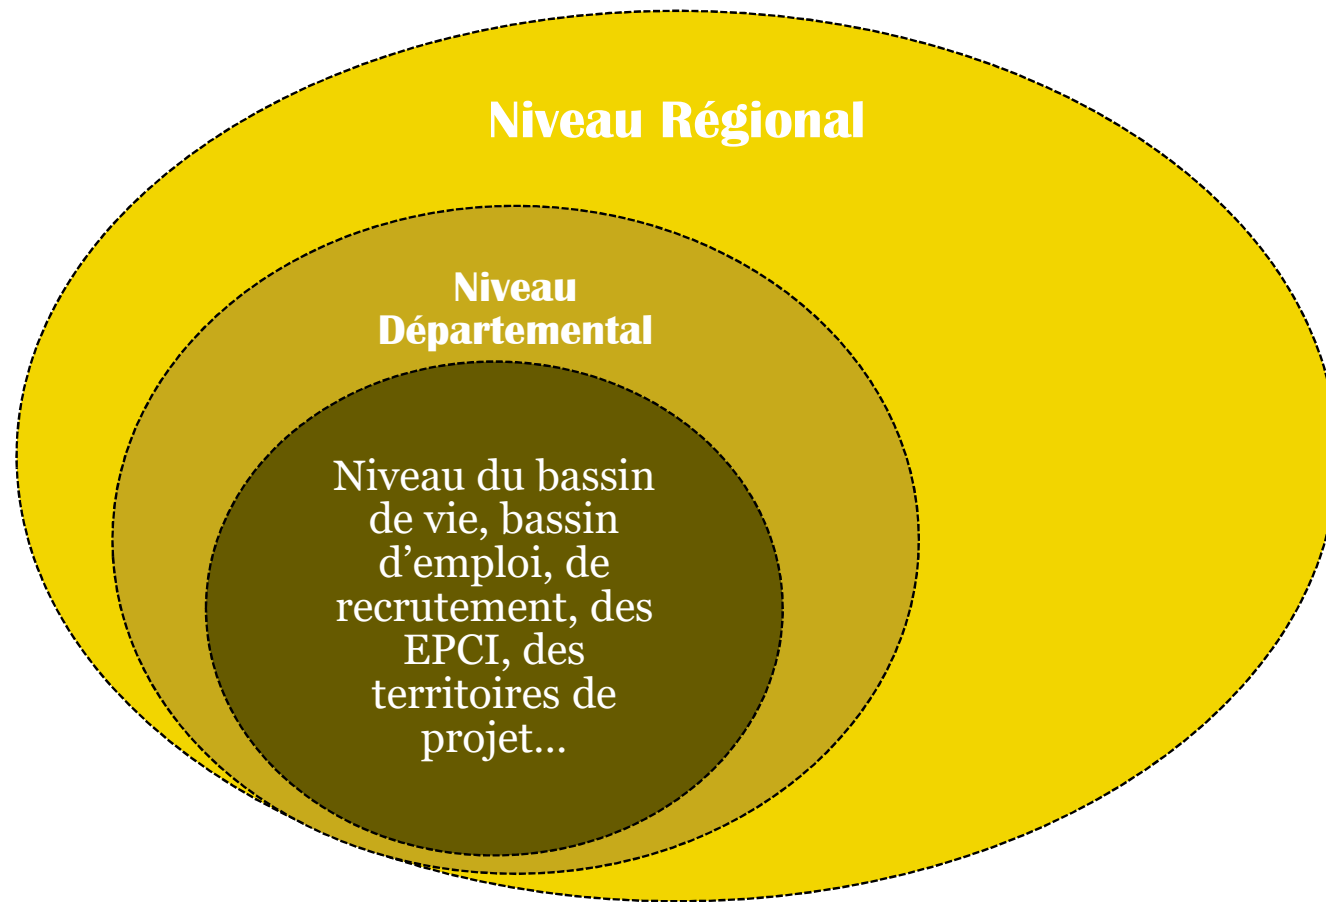 Niveau Régional
Niveau
Départemental
Niveau du bassin
de vie, bassin
d’emploi, de
recrutement, des
EPCI, des
territoires de
projet…